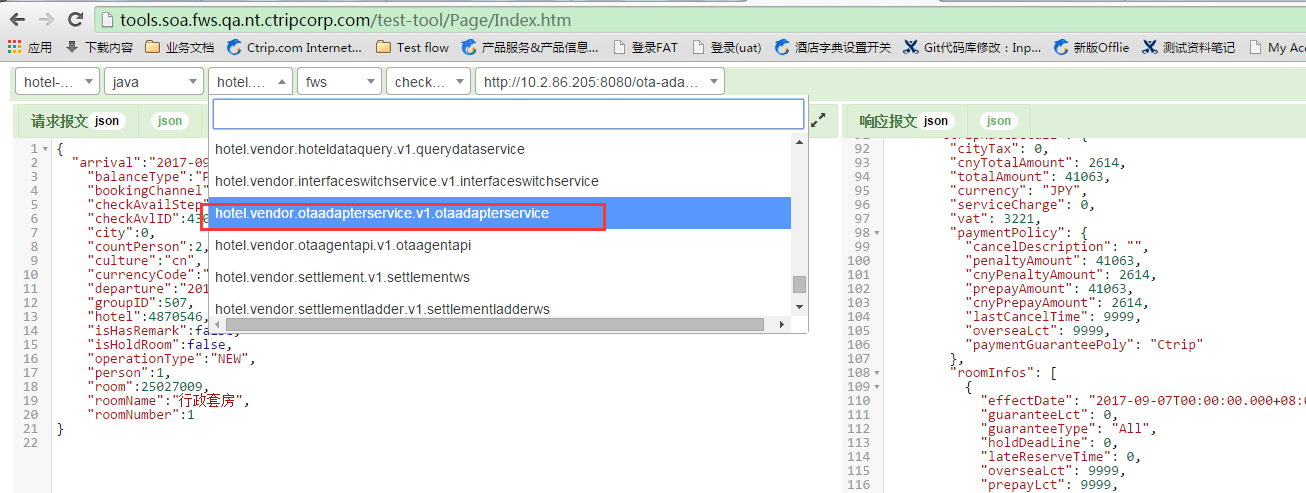 tools.soa.fws.qa.nt.ctripcorp.com/test-tool/Page/Index.htm
应用 下载内容 业务文档 Ctrip.com Internet... Test flow 产品服务&产品信息... 登录FAT 登录(uat) 酒店字典设置开关 Git代码库修改：Inp... 新版Offlie 测试资料笔记 My Acc
hotel-... java hotel.... fws check... http://10.2.86.205:8080/ota-ada...
请求报文 json json
响应报文 json json
hotel.vendor.hoteldataquery.v1.querydataservice
hotel.vendor.interfaceswitchservice.v1.interfaceswitchservice
hotel.vendor.otaadapterservice.v1.otaadapterservice
hotel.vendor.otaagentapi.v1.otaagentapi
hotel.vendor.settlement.v1.settlementws
hotel.vendor.settlementladder.v1.settlementladderws
1 {
2 "arrival":"2017-09
3 "balanceType":"P
4 "bookingChannel"
5 "checkAvailStep"
6 "checkAvlID":430
7 "city":0,
8 "countPerson":2,
9 "culture":"cn",
10 "currencyCode":"
11 "departure":"201
12 "groupID":507,
13 "hotel":4870546,
14 "isHasRemark":false,
15 "isHoldRoom":false,
16 "operationType":"NEW",
17 "person":1,
18 "room":25027009,
19 "roomName":"行政套房",
20 "roomNumber":1
21 }
22
92 "cityTax": 0,
93 "cnyTotalAmount": 2614,
94 "totalAmount": 41063,
95 "currency": "JPY",
96 "serviceCharge": 0,
97 "vat": 3221,
98 "paymentPolicy": {
99 "cancelDescription": "",
100 "penaltyAmount": 41063,
101 "cnyPenaltyAmount": 2614,
102 "prepayAmount": 41063,
103 "cnyPrepayAmount": 2614,
104 "lastCancelTime": 9999,
105 "overseaLct": 9999,
106 "paymentGuaranteePoly": "Ctrip"
107 },
108 "roomInfos": [
109 {
110 "effectDate": "2017-09-07T00:00:00.000+08:0
111 "guaranteeLct": 0,
112 "guaranteeType": "All",
113 "holdDeadLine": 0,
114 "lateReserveTime": 0,
115 "overseaLct": 9999,
116 "prepayLct": 9999,